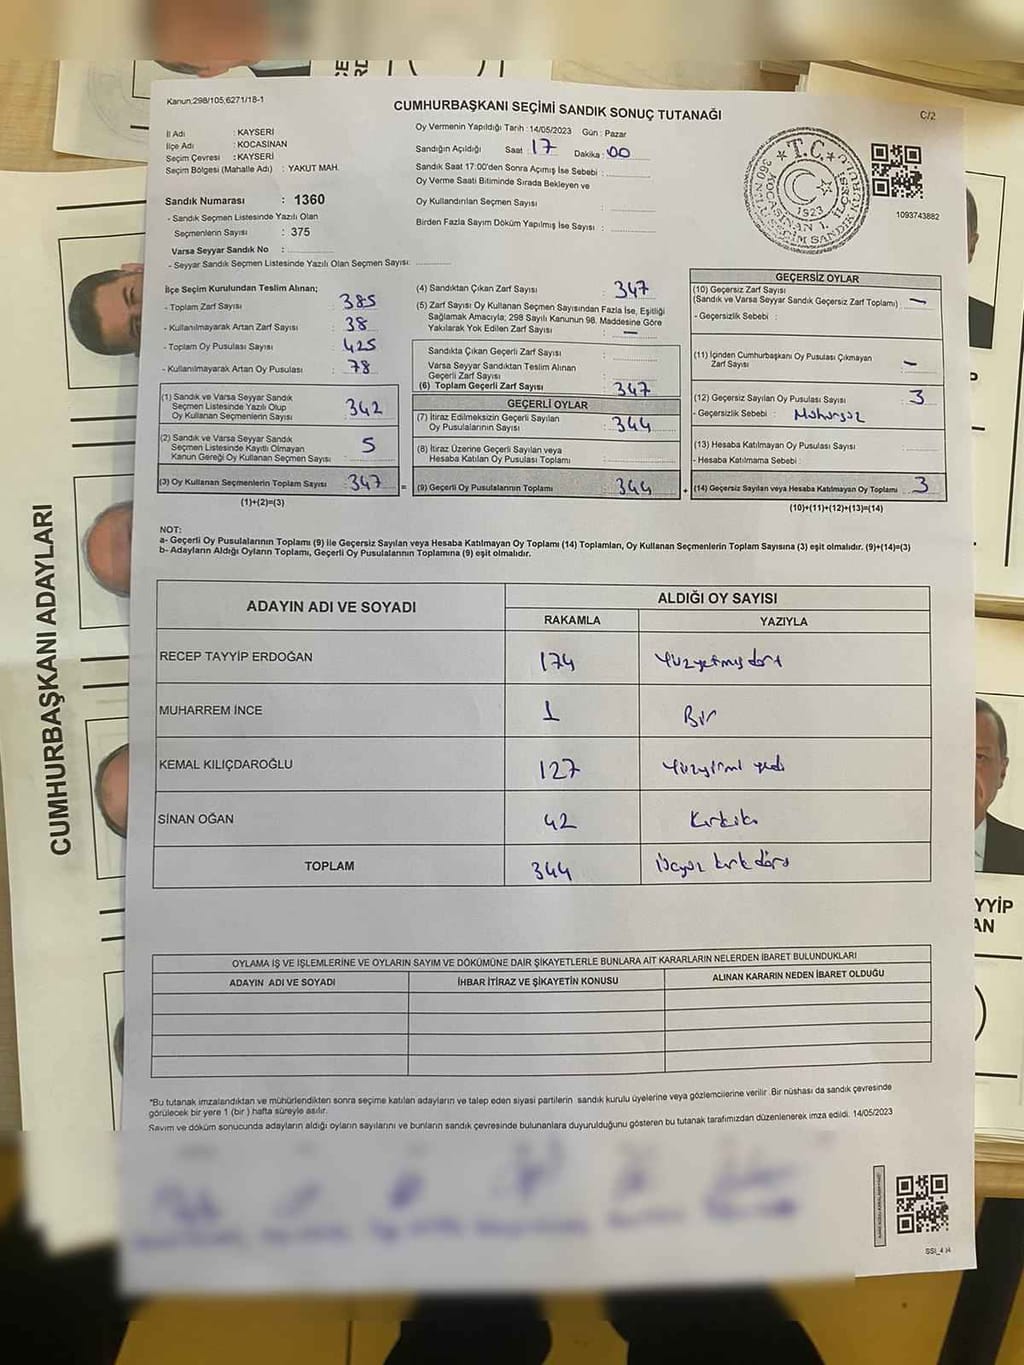 Kanun:298/105,6271/18-1
CUMHURBAŞKANI SEÇİMİ SANDIK SONUÇ TUTANAĞI
C/2
İl Adı : KAYSERİ
İlçe Adı : KOCASİNAN
Seçim Çevresi : KAYSERİ
Seçim Bölgesi (Mahalle Adı) : YAKUT MAH.
Sandık Numarası : 1360
- Sandık Seçmen Listesinde Yazılı Olan
Seçmenlerin Sayısı : 375
Varsa Seyyar Sandık No :
- Seyyar Sandık Seçmen Listesinde Yazılı Olan Seçmen Sayısı:
Oy Vermenin Yapıldığı Tarih : 14/05/2023 Gün : Pazar
Sandığın Açıldığı Saat : 17 Dakika : 00
Sandık Saat 17:00'den Sonra Açımış İse Sebebi :
Oy Verme Saati Bitiminde Sırada Bekleyen ve
Oy Kullandırılan Seçmen Sayısı :
Birden Fazla Sayım Döküm Yapılmış İse Sayısı :
T.C.
1923
1093743882
İlçe Seçim Kurulundan Teslim Alınan;
- Toplam Zarf Sayısı : 385
- Kullanılmayarak Artan Zarf Sayısı : 38
- Toplam Oy Pusulası Sayısı : 425
- Kullanılmayarak Artan Oy Pusulası : 78
(1) Sandık ve Varsa Seyyar Sandık
Seçmen Listesinde Yazılı Olup
Oy Kullanan Seçmenlerin Sayısı : 342
(2) Sandık ve Varsa Seyyar Sandık
Seçmen Listesinde Kayıtlı Olmayan
Kanun Gereği Oy Kullanan Seçmen Sayısı : 5
(3) Oy Kullanan Seçmenlerin Toplam Sayısı : 347
(1)+(2)=(3)
(4) Sandıktan Çıkan Zarf Sayısı : 347
(5) Zarf Sayısı Oy Kullanan Seçmen Sayısından Fazla İse, Eşitliği
Sağlamak Amacıyla; 298 Sayılı Kanunun 98. Maddesine Göre
Yakılarak Yok Edilen Zarf Sayısı : —
Sandıkta Çıkan Geçerli Zarf Sayısı :
Varsa Seyyar Sandıktan Teslim Alınan
Geçerli Zarf Sayısı :
(6) Toplam Geçerli Zarf Sayısı : 347
GEÇERLİ OYLAR
(7) İtiraz Edilmeksizin Geçerli Sayılan
Oy Pusulalarının Sayısı : 344
(8) İtiraz Üzerine Geçerli Sayılan veya
Hesaba Katılan Oy Pusulası Toplamı :
= (9) Geçerli Oy Pusulalarının Toplamı : 344 +
GEÇERSİZ OYLAR
(10) Geçersiz Zarf Sayısı
(Sandık ve Varsa Seyyar Sandık Geçersiz Zarf Toplamı) : —
- Geçersizlik Sebebi :
(11) İçinden Cumhurbaşkanı Oy Pusulası Çıkmayan
Zarf Sayısı : —
(12) Geçersiz Sayılan Oy Pusulası Sayısı : 3
- Geçersizlik Sebebi : Mühürsüz
(13) Hesaba Katılmayan Oy Pusulası Sayısı :
- Hesaba Katılmama Sebebi :
(14) Geçersiz Sayılan veya Hesaba Katılmayan Oy Toplamı : 3
(10)+(11)+(12)+(13)=(14)
NOT:
a- Geçerli Oy Pusulalarının Toplamı (9) ile Geçersiz Sayılan veya Hesaba Katılmayan Oy Toplamı (14) Toplamları, Oy Kullanan Seçmenlerin Toplam Sayısına (3) eşit olmalıdır. (9)+(14)=(3)
b- Adayların Aldığı Oyların Toplamı, Geçerli Oy Pusulalarının Toplamına (9) eşit olmalıdır.
ADAYIN ADI VE SOYADI
ALDIĞI OY SAYISI
RAKAMLA YAZIYLA
RECEP TAYYİP ERDOĞAN 174 Yüzyetmiş dört
MUHARREM İNCE 1 Bir
KEMAL KILIÇDAROĞLU 127 Yüzyirmi yedi
SİNAN OĞAN 42 Kırkiki
TOPLAM 344 Üçyüz kırk dört
OYLAMA İŞ VE İŞLEMLERİNE VE OYLARIN SAYIM VE DÖKÜMÜNE DAİR ŞİKAYETLERLE BUNLARA AİT KARARLARIN NELERDEN İBARET BULUNDUKLARI
ADAYIN ADI VE SOYADI İHBAR İTİRAZ VE ŞİKAYETİN KONUSU ALINAN KARARIN NEDEN İBARET OLDUĞU
*Bu tutanak imzalandıktan ve mühürlendikten sonra seçime katılan adayların ve talep eden siyasi partilerin sandık kurulu üyelerine veya gözlemcilerine verilir. Bir nüshası da sandık çevresinde
görülecek bir yere 1 (bir ) hafta süreyle asılır.
Sayım ve döküm sonucunda adayların aldığı oyların sayılarını ve bunların sandık çevresinde bulunanlara duyurulduğunu gösteren bu tutanak tarafımızdan düzenlenerek imza edildi. 14/05/2023
CUMHURBAŞKANI ADAYLARI
YYİP
AN